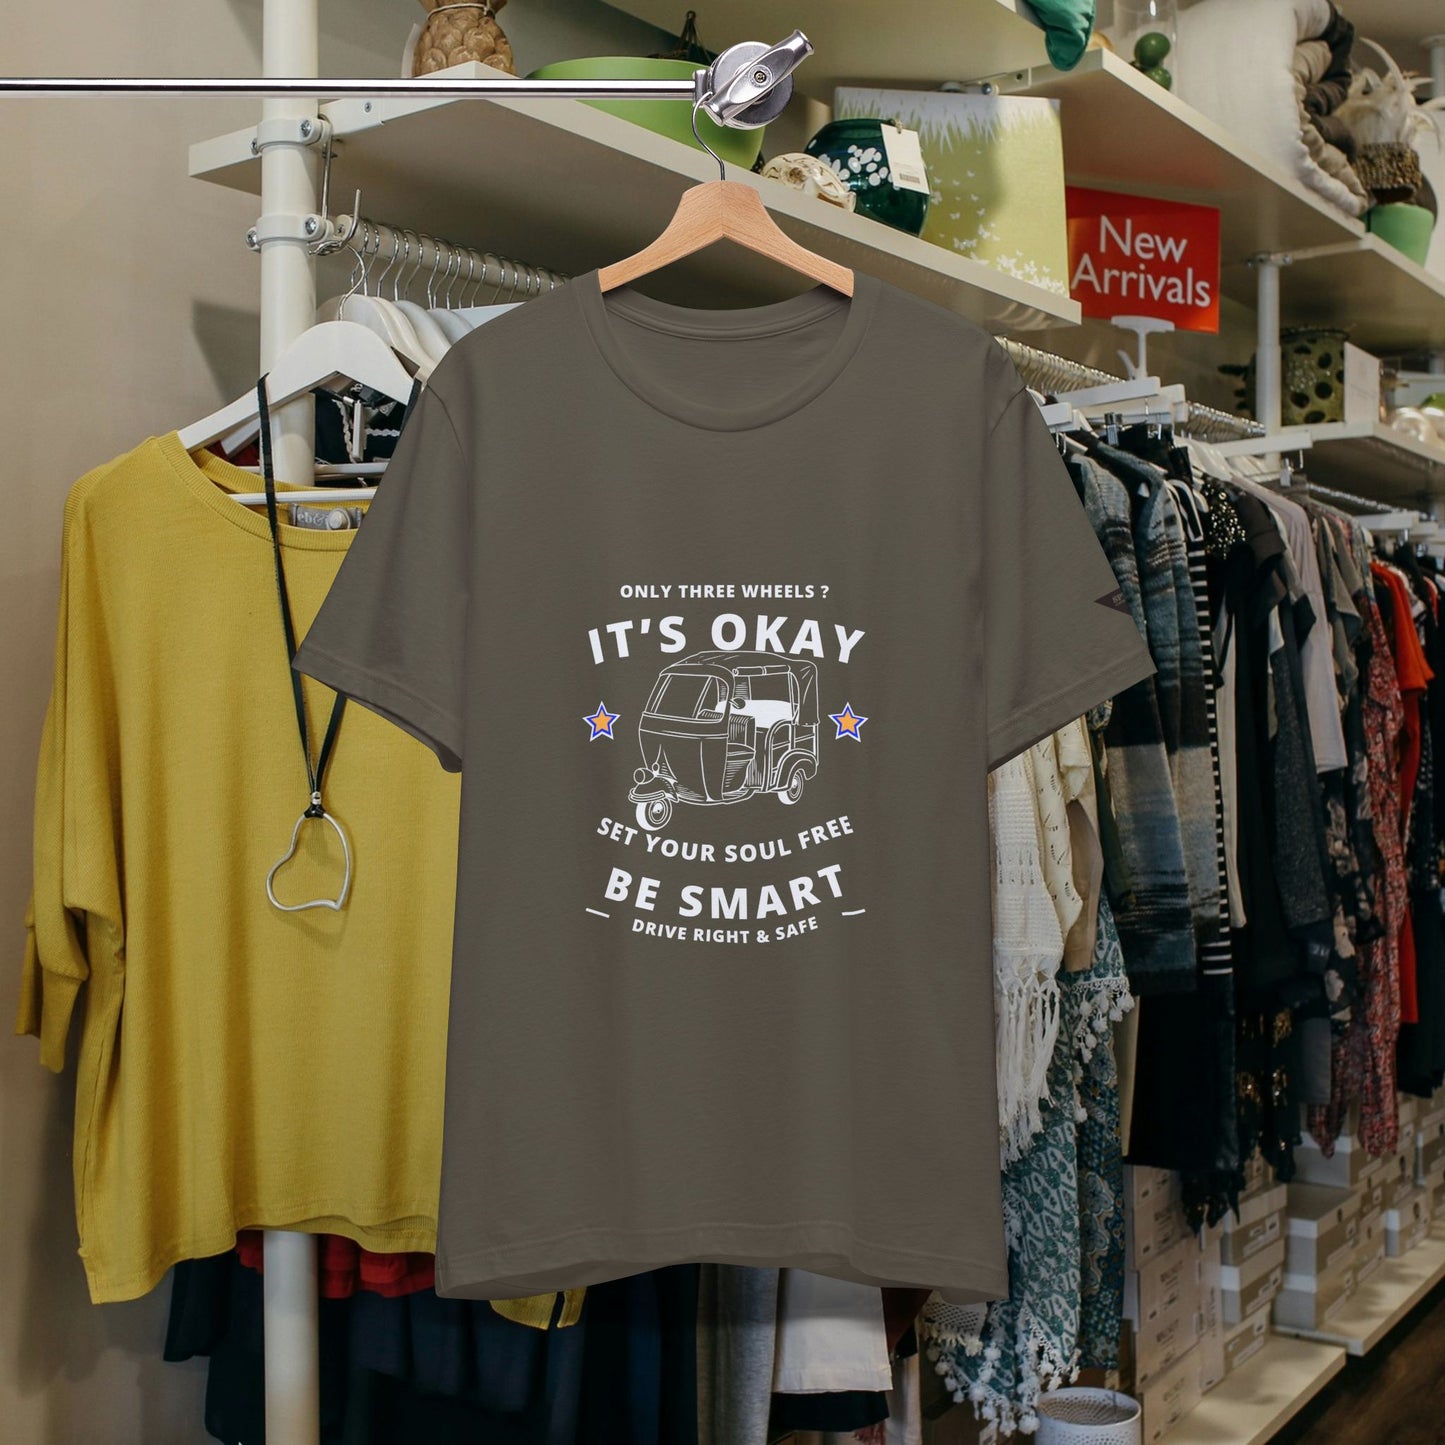 New
Arrivals
ONLY THREE WHEELS ?
IT'S OKAY
SET YOUR SOUL FREE
BE SMART
DRIVE RIGHT & SAFE